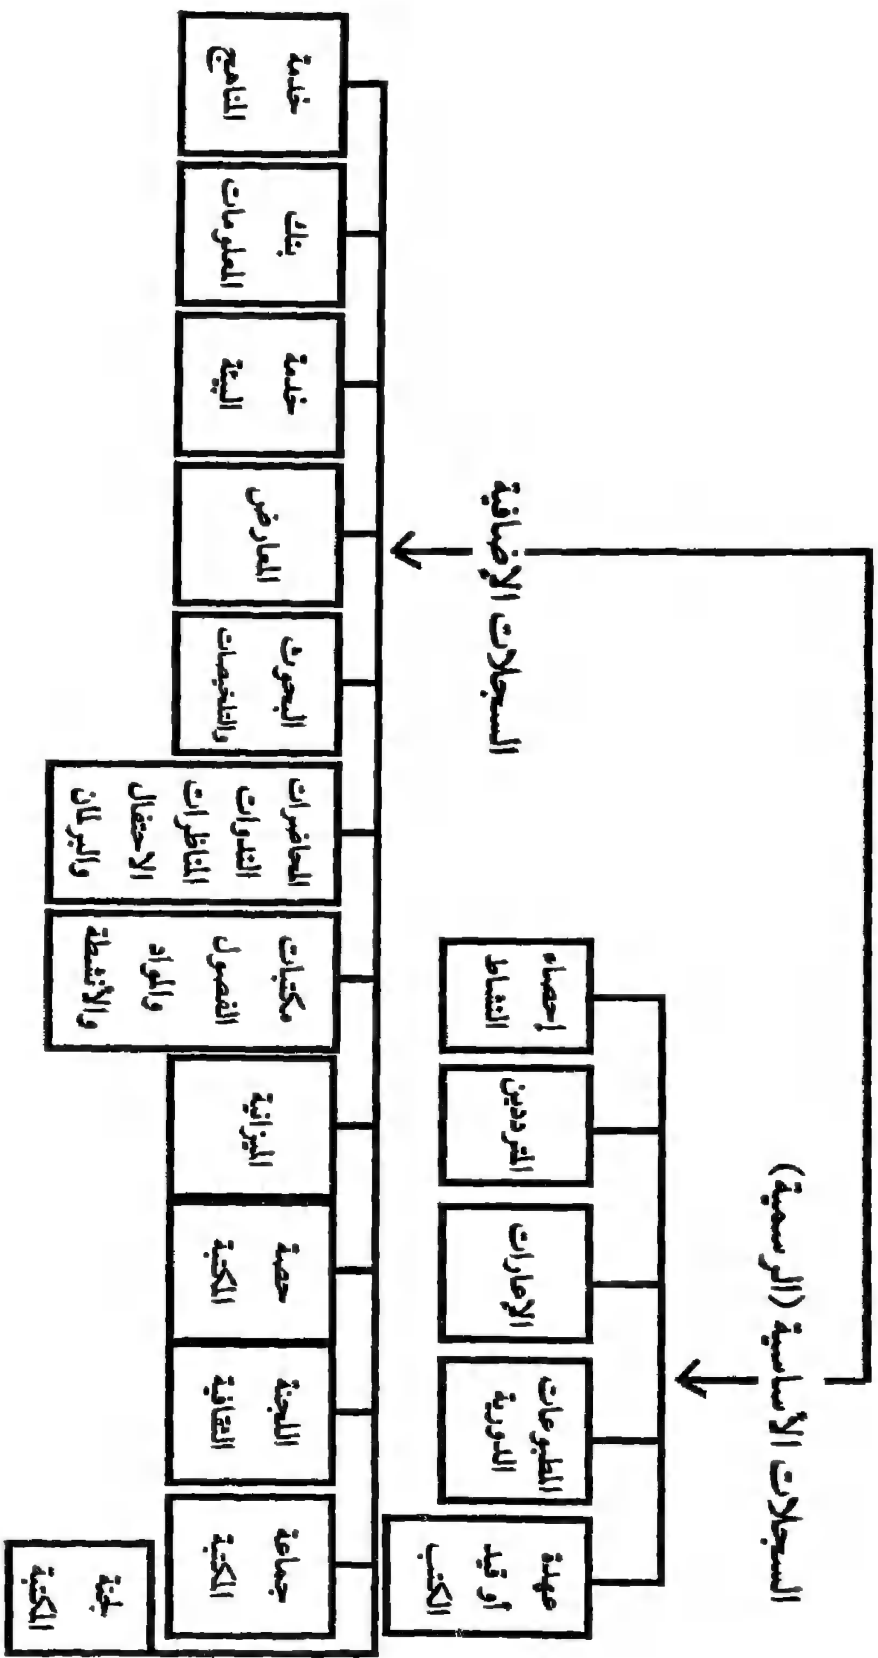 السجلات الأساسية (الرسمية)
عهدة
أو قيد
الكتب
المطبوعات
الدورية
الإعارات
المترددين
إحصاء
النشاط
السجلات الإضافية
لجنة
المكتبة
جماعة
المكتبة
اللجنة
الثقافية
حصة
المكتبة
الميزانية
مكتبات
الفصول
والمواد
والأنشطة
المحاضرات
الندوات
المناظرات
الاحتفال
والبرلمان
البحوث
والتلخيصات
المعارض
خدمة
البيئة
بنك
المعلومات
خدمة
المناهج